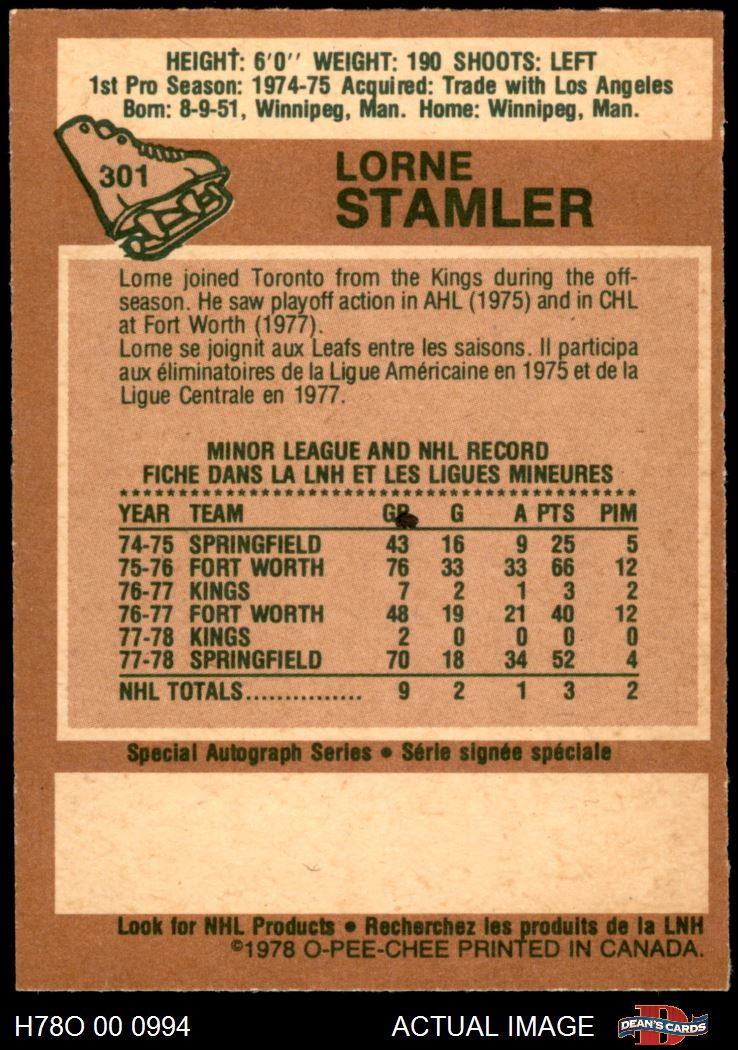 HEIGHT: 6'0'' WEIGHT: 190 SHOOTS: LEFT
1st Pro Season: 1974-75 Acquired: Trade with Los Angeles
Born: 8-9-51, Winnipeg, Man. Home: Winnipeg, Man.
301
LORNE
STAMLER
Lorne joined Toronto from the Kings during the off-
season. He saw playoff action in AHL (1975) and in CHL
at Fort Worth (1977).
Lorne se joignit aux Leafs entre les saisons. Il participa
aux éliminatoires de la Ligue Américaine en 1975 et de la
Ligue Centrale en 1977.
MINOR LEAGUE AND NHL RECORD
FICHE DANS LA LNH ET LES LIGUES MINEURES
YEAR TEAM GP G A PTS PIM
74-75 SPRINGFIELD 43 16 9 25 5
75-76 FORT WORTH 76 33 33 66 12
76-77 KINGS 7 2 1 3 2
76-77 FORT WORTH 48 19 21 40 12
77-78 KINGS 2 0 0 0 0
77-78 SPRINGFIELD 70 18 34 52 4
NHL TOTALS............... 9 2 1 3 2
Special Autograph Series • Série signée spéciale
Look for NHL Products • Recherchez les produits de la LNH
©1978 O-PEE-CHEE PRINTED IN CANADA.
H78O 00 0994 ACTUAL IMAGE D DEAN'S CARDS